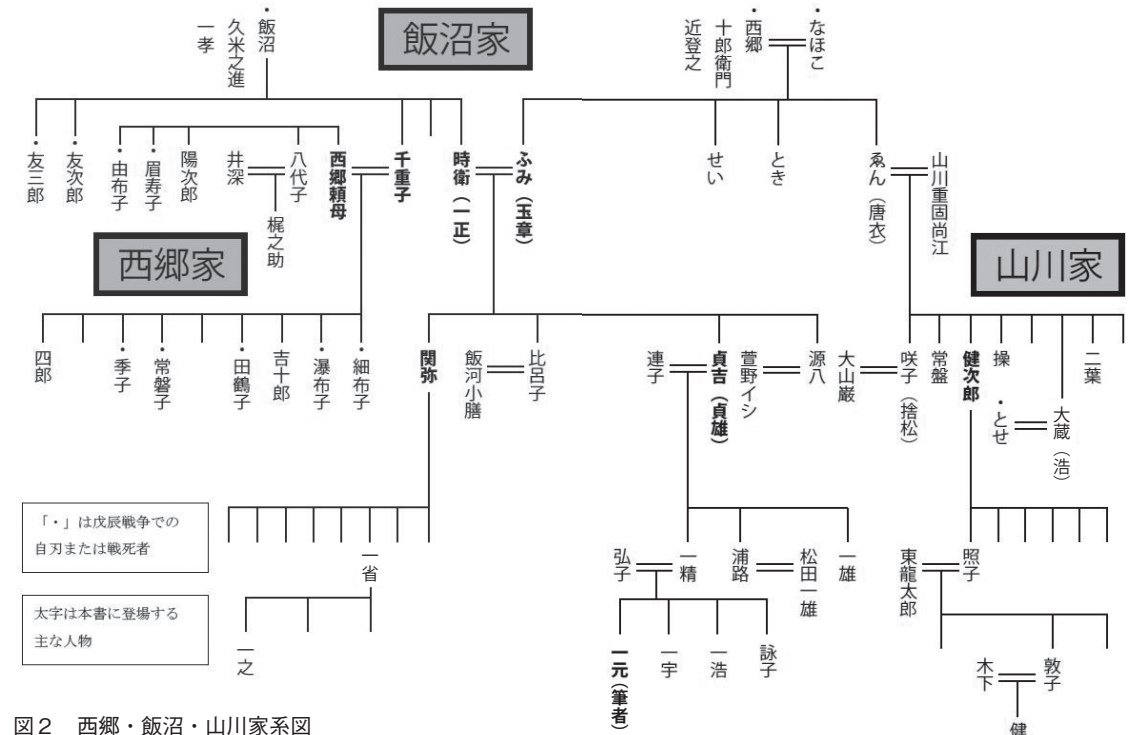 飯沼家
・飯沼
久米之進
一孝
・なほこ
・西郷
十郎衛門
近登之
・友三郎
・友次郎
・由布子
・眉寿子
陽次郎
井深
八代子
梶之助
西郷頼母
千重子
時衛（一正）
ふみ（玉章）
せい
とき
ゑん（唐衣）
山川重固尚江
西郷家
山川家
四郎
・季子
・常磐子
・田鶴子
吉十郎
・瀑布子
・細布子
関弥
飯河小膳
比呂子
連子
貞吉（貞雄）
萱野イシ
源八
大山巌
咲子（捨松）
常盤
健次郎
操
・とせ
大蔵（浩）
二葉
「・」は戊辰戦争での
自刃または戦死者
太字は本書に登場する
主な人物
一省
一之
弘子
一精
浦路
松田一雄
一雄
東龍太郎
照子
一元（筆者）
一宇
一浩
詠子
木下
敦子
健
図２　西郷・飯沼・山川家系図